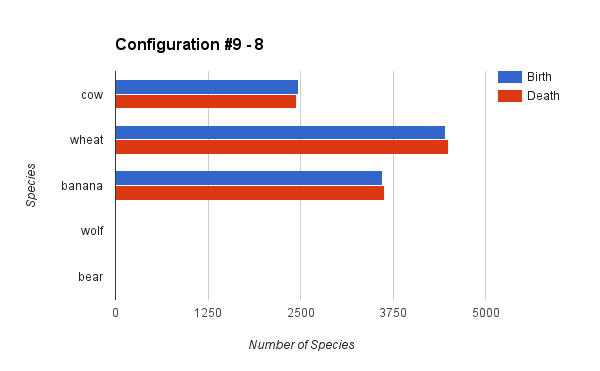 Configuration #9 - 8
Birth
Death
cow
wheat
banana
wolf
bear
Species
0 1250 2500 3750 5000
Number of Species